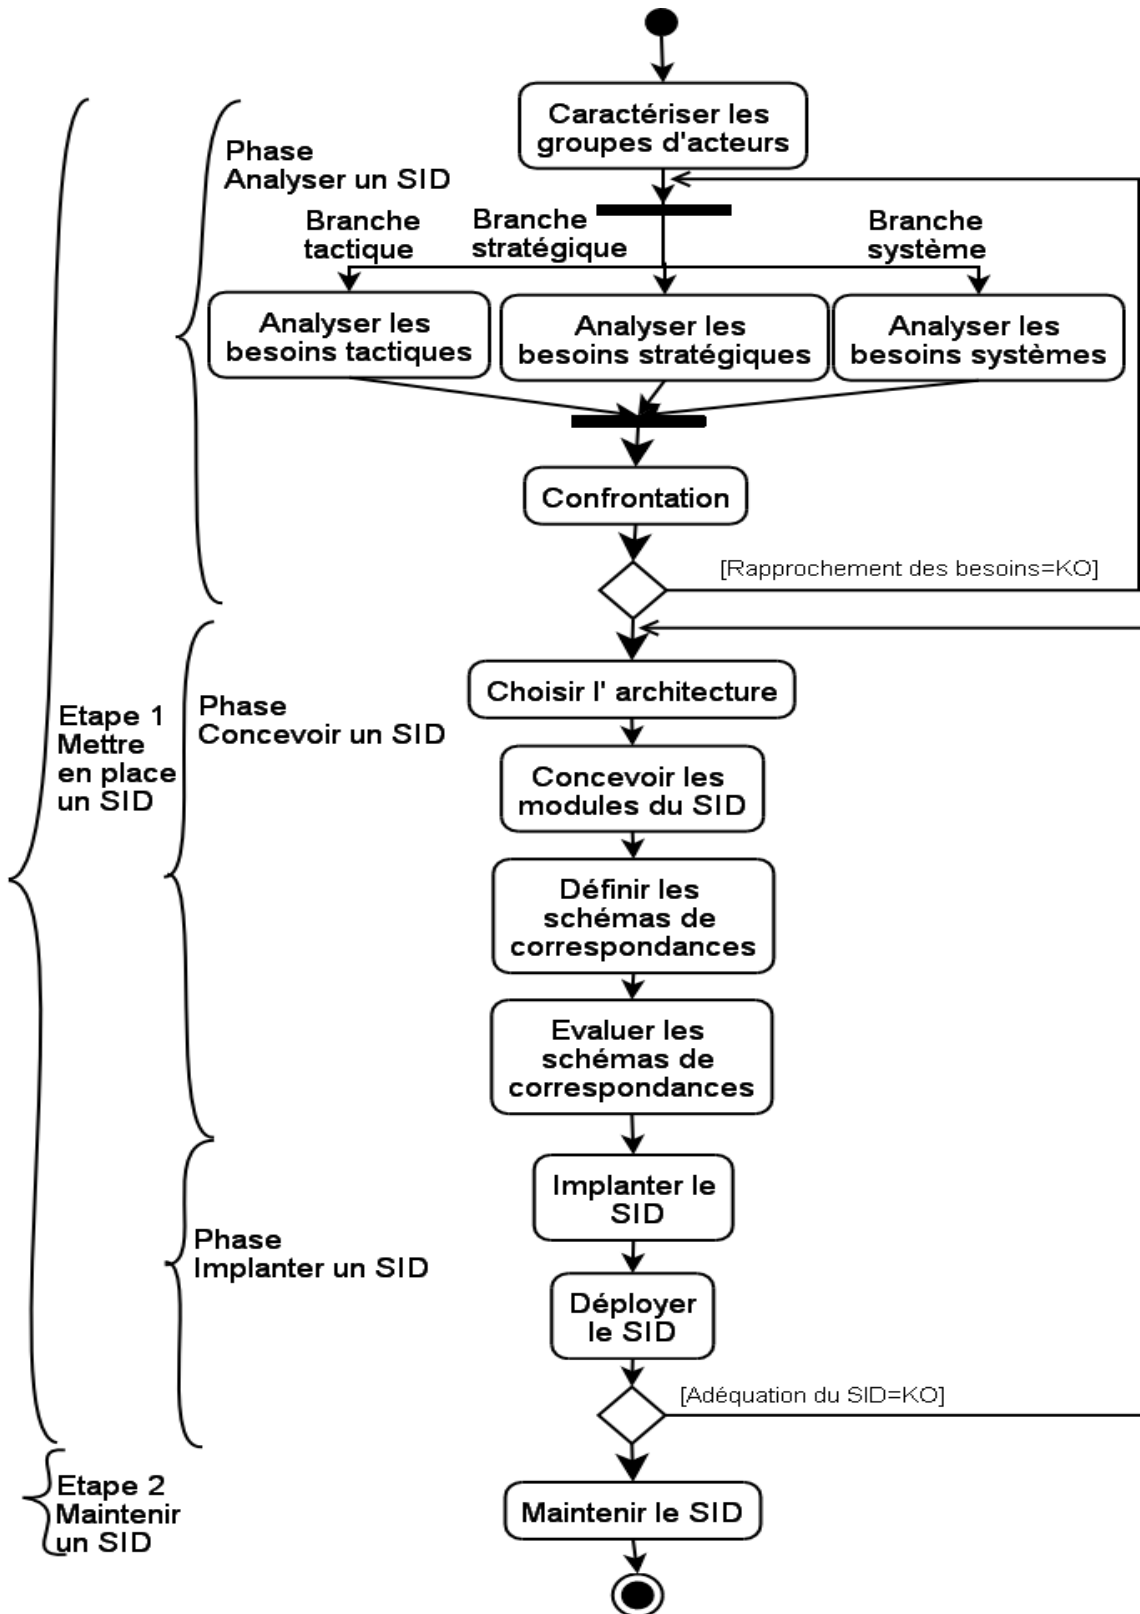 Caractériser les
groupes d'acteurs
Phase
Analyser un SID
Branche
tactique
Branche
stratégique
Branche
système
Analyser les
besoins tactiques
Analyser les
besoins stratégiques
Analyser les
besoins systèmes
Confrontation
[Rapprochement des besoins=KO]
Etape 1
Mettre
en place
un SID
Phase
Concevoir un SID
Choisir l' architecture
Concevoir les
modules du SID
Définir les
schémas de
correspondances
Evaluer les
schémas de
correspondances
Phase
Implanter un SID
Implanter le
SID
Déployer
le SID
[Adéquation du SID=KO]
Etape 2
Maintenir
un SID
Maintenir le SID